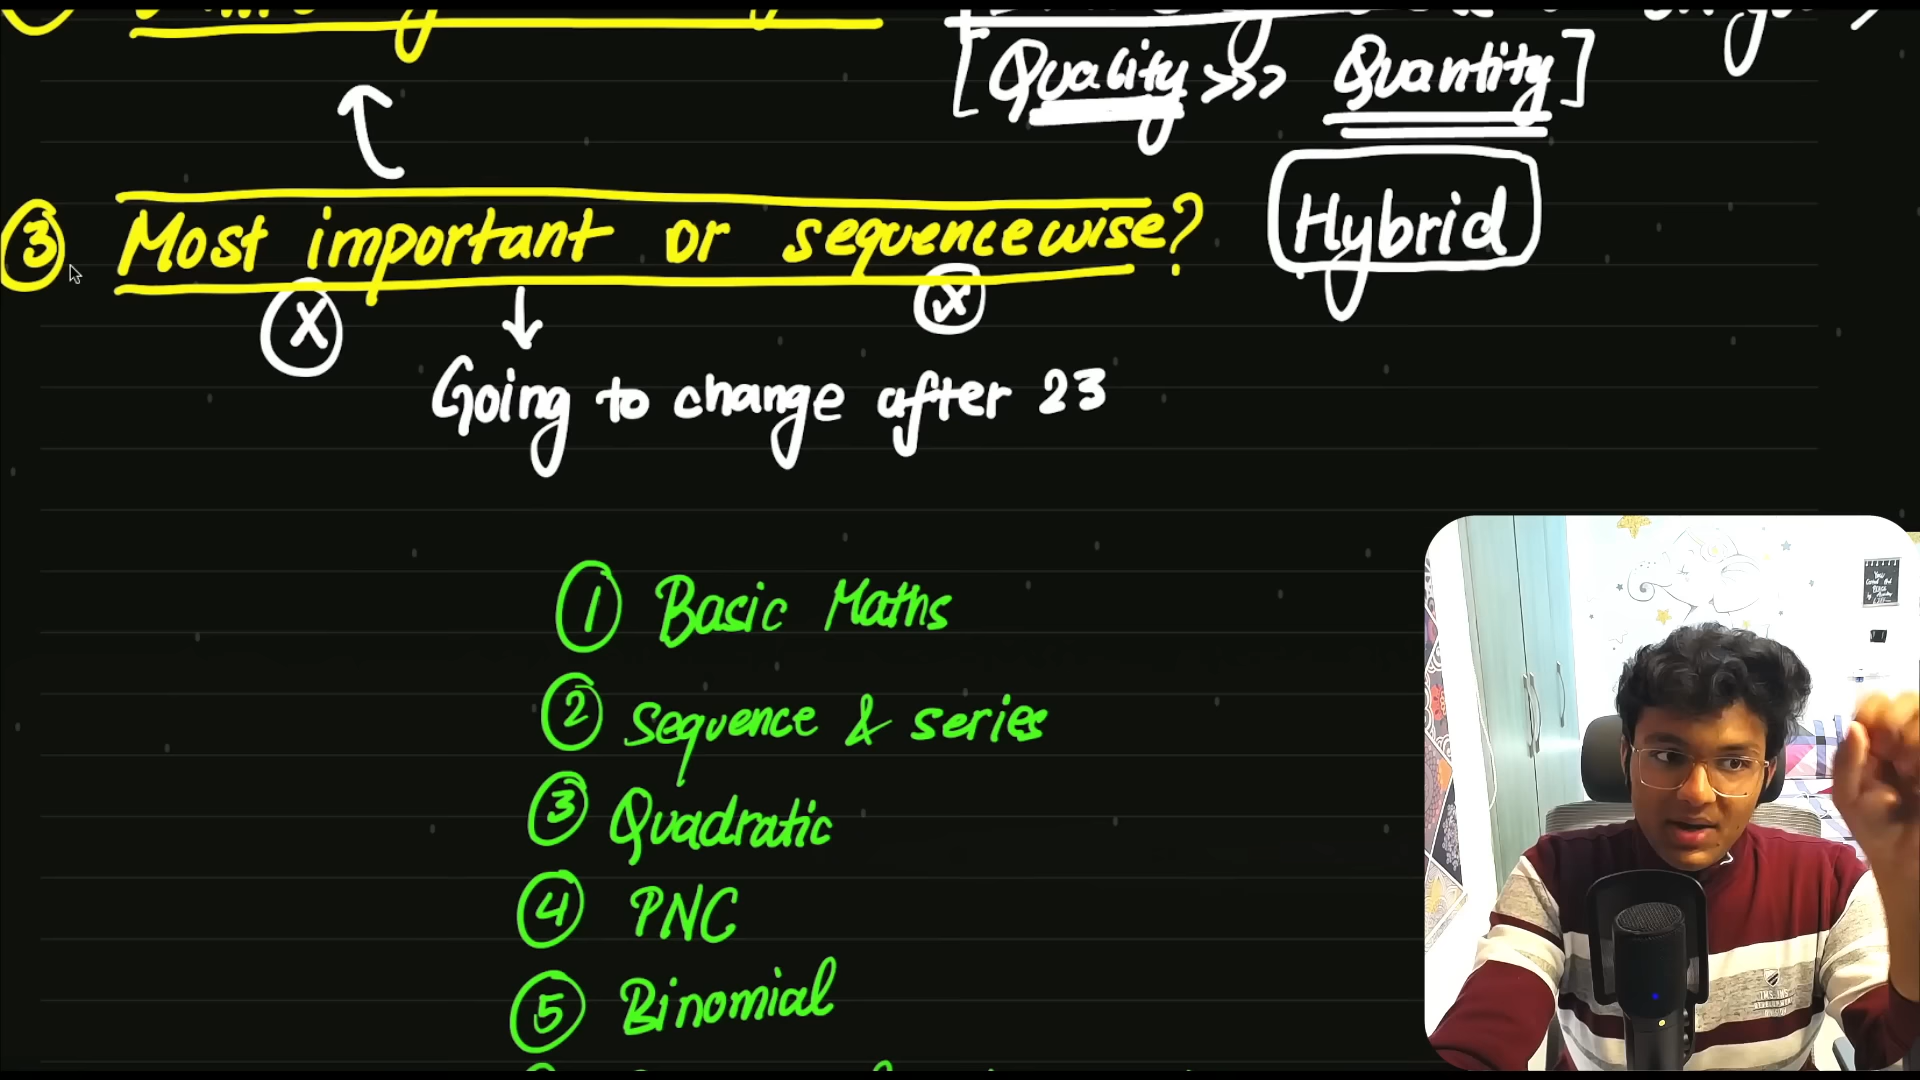 [Quality >>> Quantity]
③ Most important or sequencewise? Hybrid
X X
Going to change after 23
① Basic Maths
② Sequence & series
③ Quadratic
④ PNC
⑤ Binomial